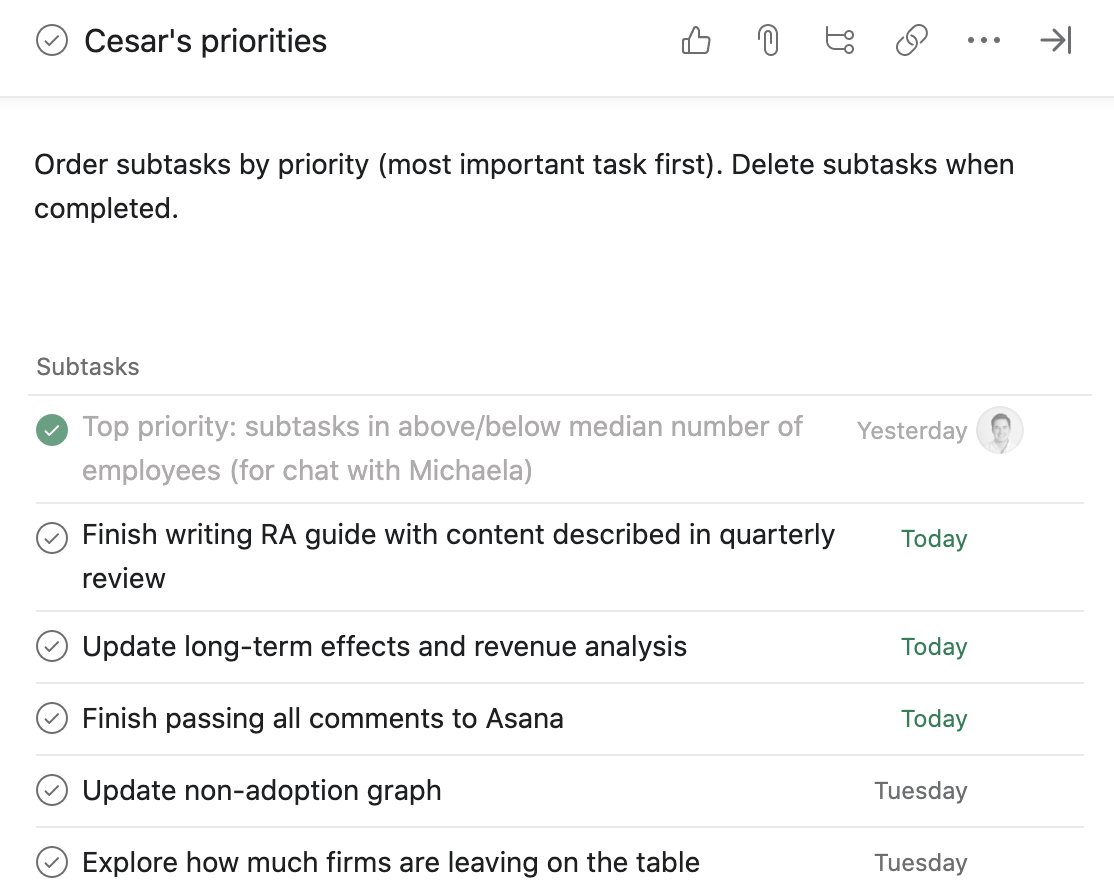 Cesar's priorities
Order subtasks by priority (most important task first). Delete subtasks when
completed.
Subtasks
Top priority: subtasks in above/below median number of
employees (for chat with Michaela)
Yesterday
Finish writing RA guide with content described in quarterly
review
Today
Update long-term effects and revenue analysis
Today
Finish passing all comments to Asana
Today
Update non-adoption graph
Tuesday
Explore how much firms are leaving on the table
Tuesday